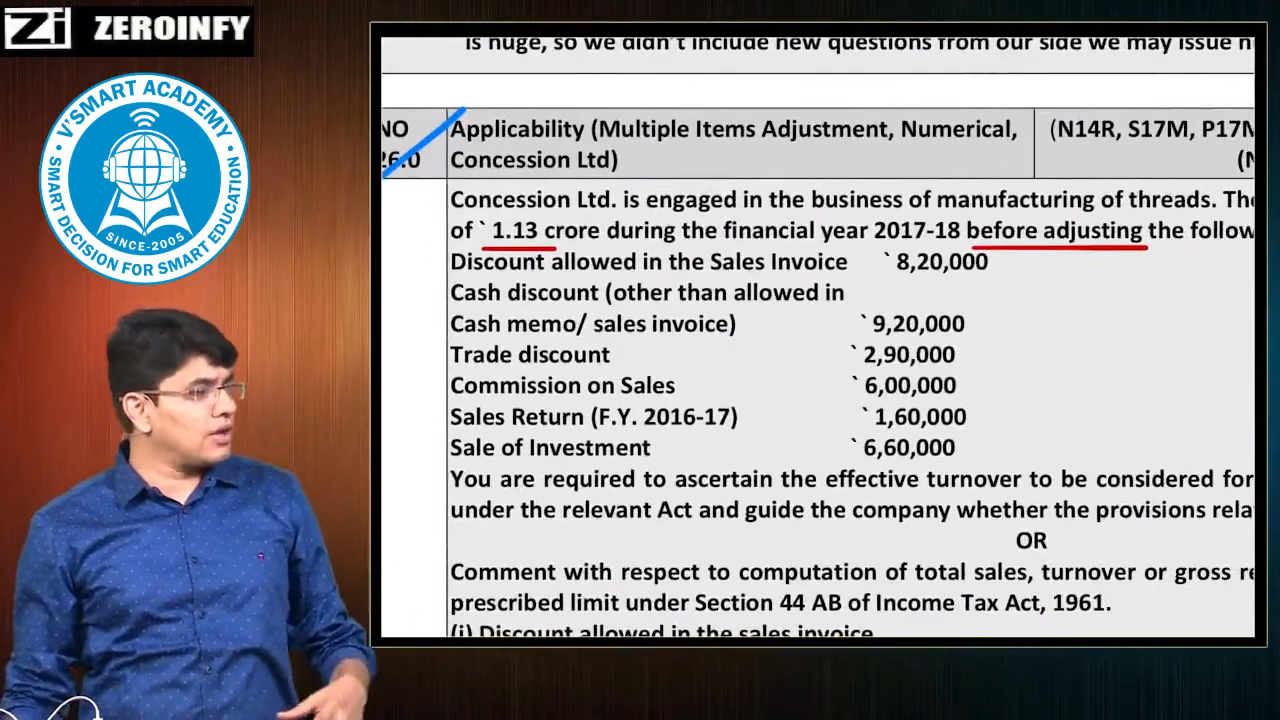 Zi ZEROINFY
V'SMART ACADEMY
SINCE-2005
SMART DECISION FOR SMART EDUCATION
is huge, so we didn't include new questions from our side we may issue
NO
26.0
Applicability (Multiple Items Adjustment, Numerical,
Concession Ltd)
(N14R, S17M, P17M
Concession Ltd. is engaged in the business of manufacturing of threads.
of ` 1.13 crore during the financial year 2017-18 before adjusting the follow
Discount allowed in the Sales Invoice ` 8,20,000
Cash discount (other than allowed in
Cash memo/ sales invoice) ` 9,20,000
Trade discount ` 2,90,000
Commission on Sales ` 6,00,000
Sales Return (F.Y. 2016-17) ` 1,60,000
Sale of Investment ` 6,60,000
You are required to ascertain the effective turnover to be considered for
under the relevant Act and guide the company whether the provisions rela
OR
Comment with respect to computation of total sales, turnover or gross re
prescribed limit under Section 44 AB of Income Tax Act, 1961.
(i) Discount allowed in the sales invoice